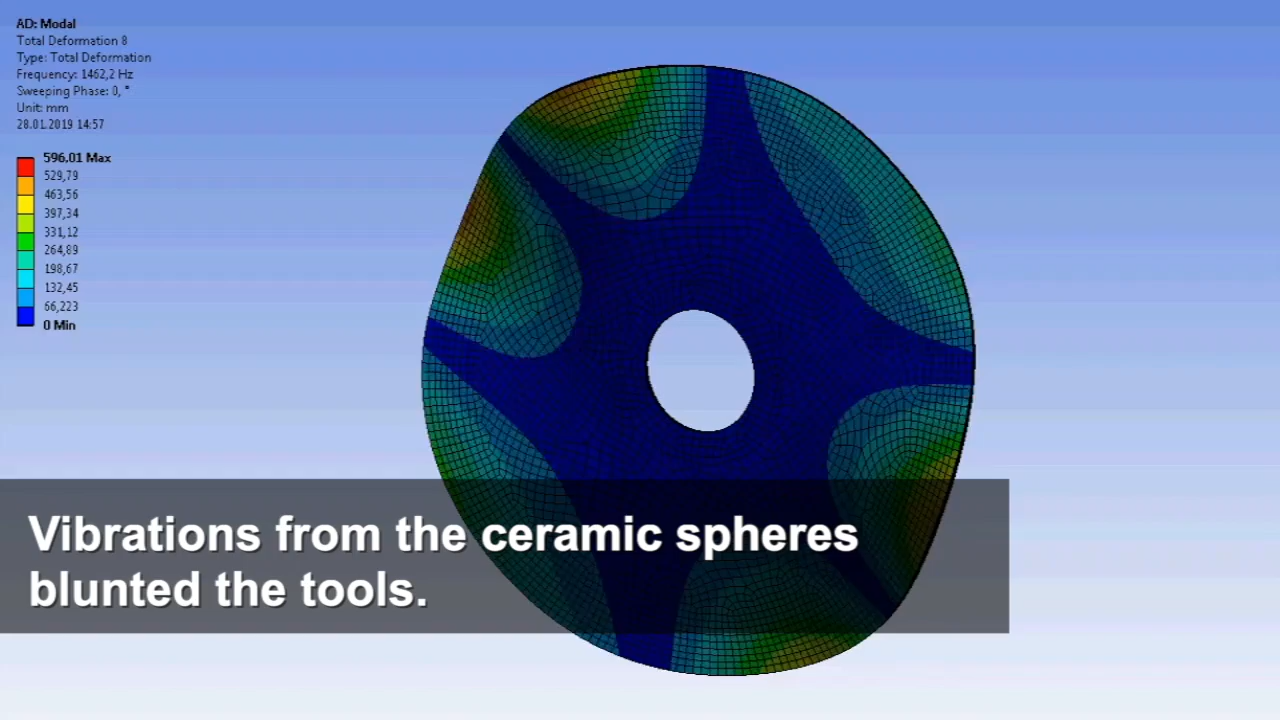 AD: Modal
Total Deformation 8
Type: Total Deformation
Frequency: 1462,2 Hz
Sweeping Phase: 0, °
Unit: mm
28.01.2019 14:57
596,01 Max
529,79
463,56
397,34
331,12
264,89
198,67
132,45
66,223
0 Min
Vibrations from the ceramic spheres
blunted the tools.